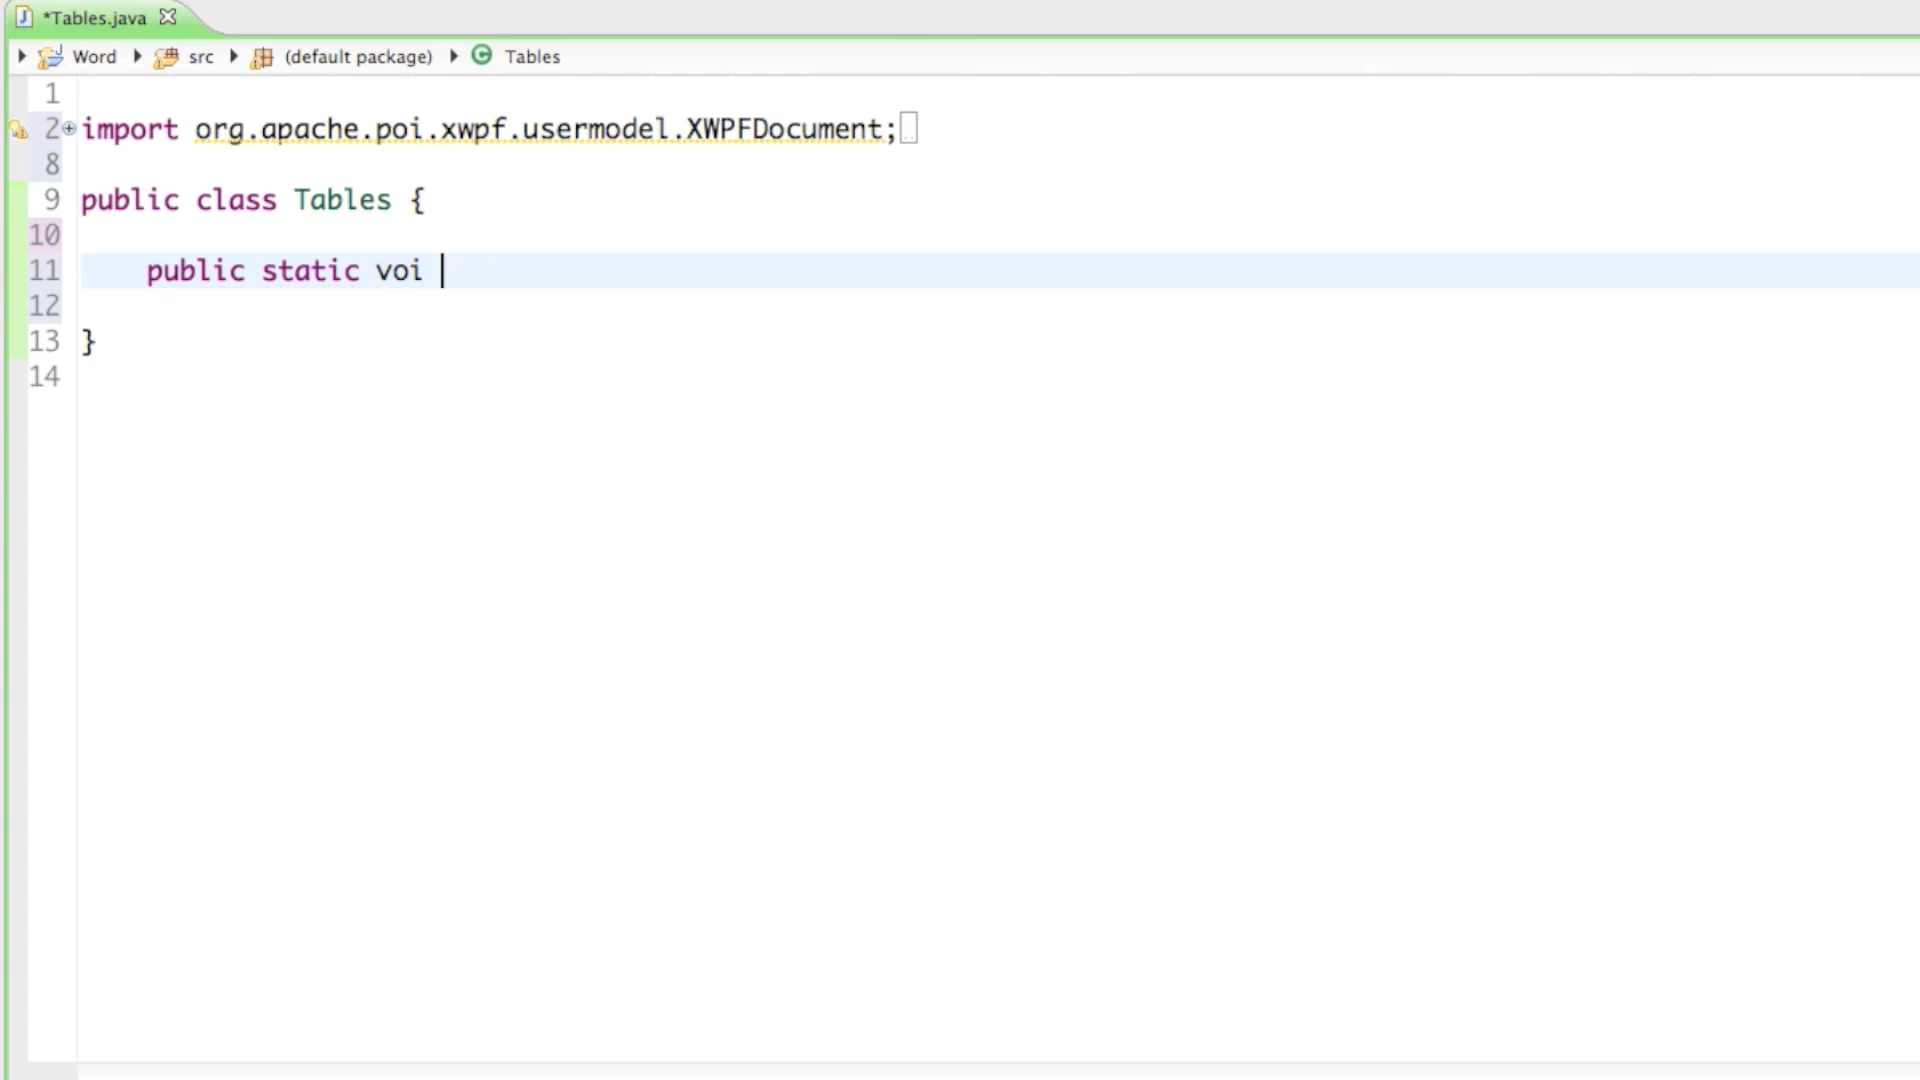 *Tables.java
Word src (default package) Tables
1
2 import org.apache.poi.xwpf.usermodel.XWPFDocument;
8
9 public class Tables {
10
11 public static voi
12
13 }
14